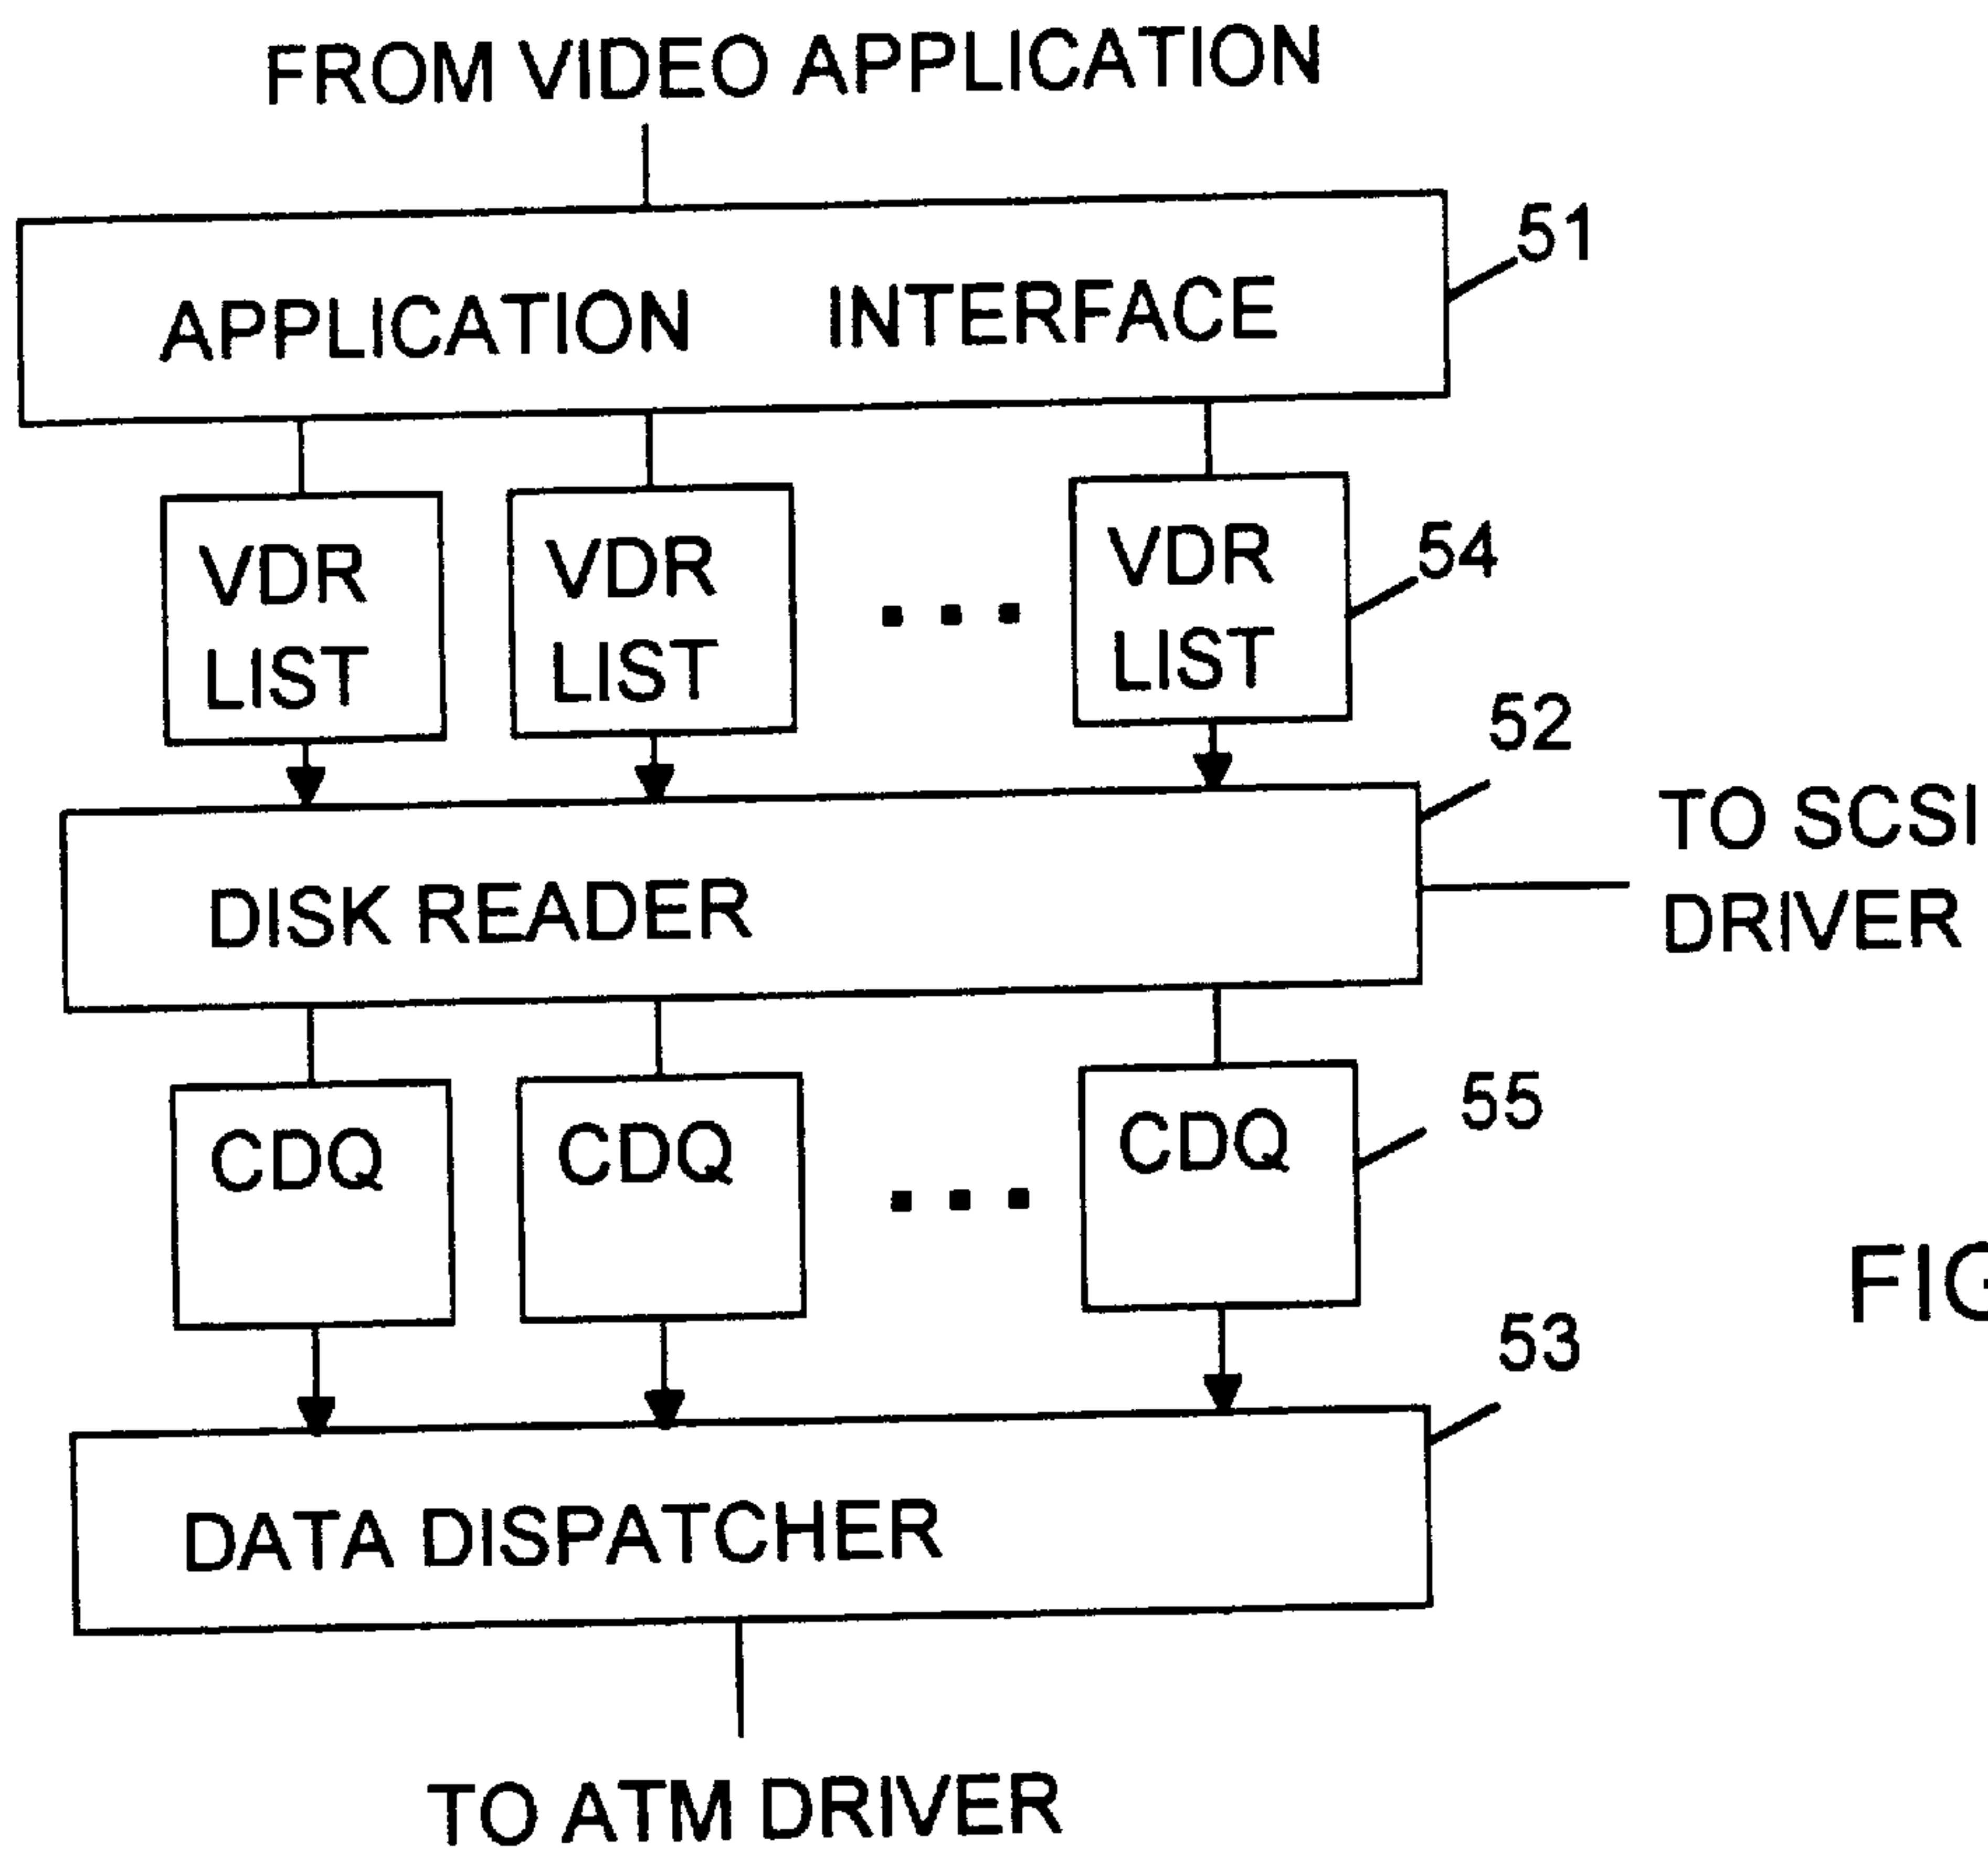 FROM VIDEO APPLICATION
51
APPLICATION INTERFACE
VDR LIST
VDR LIST
VDR LIST
54
52
DISK READER
TO SCSI
DRIVER
CDQ
CDQ
CDQ
55
FIG
53
DATA DISPATCHER
TO ATM DRIVER